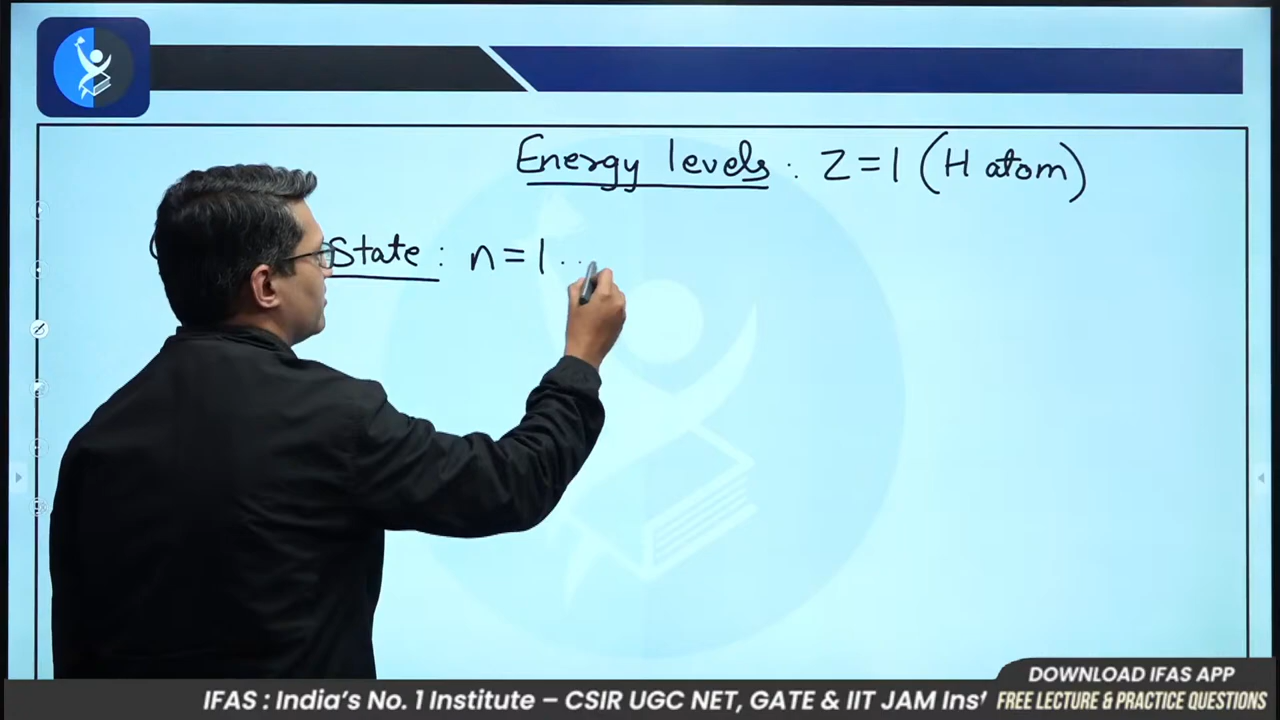 Energy levels : Z = 1 (H atom)
State : n = 1 ..
DOWNLOAD IFAS APP
IFAS : India's No. 1 Institute – CSIR UGC NET, GATE & IIT JAM Ins
FREE LECTURE & PRACTICE QUESTIONS